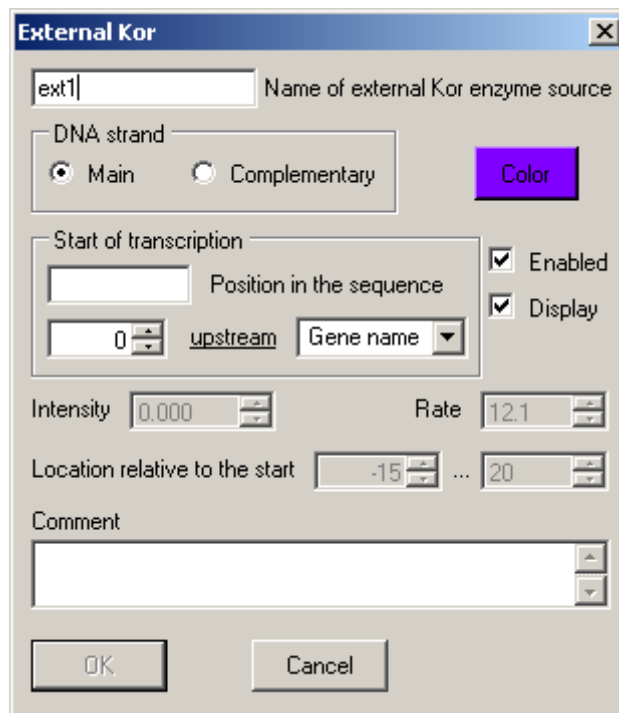 External Kor
ext1 Name of external Kor enzyme source
DNA strand
Main Complementary Color
Start of transcription
Position in the sequence Enabled
Display
0 upstream Gene name
Intensity 0.000 Rate 12.1
Location relative to the start -15 ... 20
Comment
OK Cancel